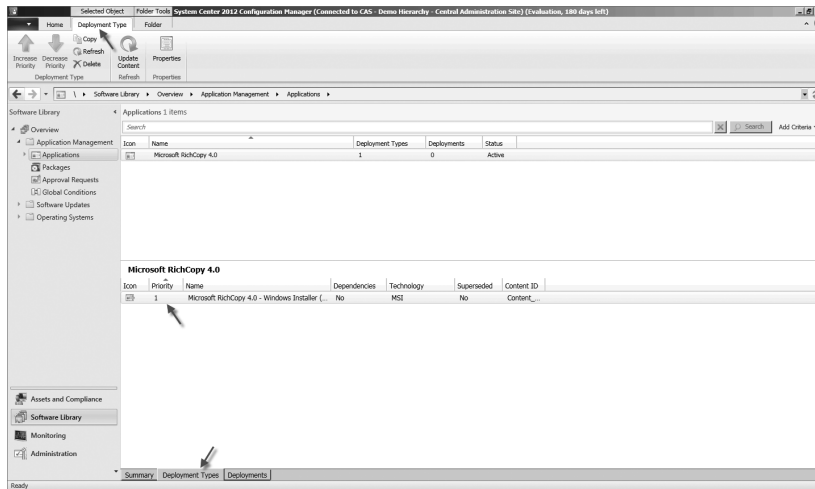 Selected Object Folder Tools System Center 2012 Configuration Manager (Connected to CAS - Demo Hierarchy - Central Administration Site) (Evaluation, 180 days left)
Home Deployment Type Folder
Increase Priority
Decrease Priority
Copy
Refresh
Delete
Update Content
Properties
Deployment Type Refresh Properties
\ Software Library Overview Application Management Applications
Software Library
Overview
Application Management
Applications
Packages
Approval Requests
Global Conditions
Software Updates
Operating Systems
Applications 1 items
Search Search Add Criteria
Icon Name Deployment Types Deployments Status
Microsoft RichCopy 4.0 1 0 Active
Microsoft RichCopy 4.0
Icon Priority Name Dependencies Technology Superseded Content ID
1 Microsoft RichCopy 4.0 - Windows Installer (... No MSI No Content_...
Assets and Compliance
Software Library
Monitoring
Administration
Summary Deployment Types Deployments
Ready